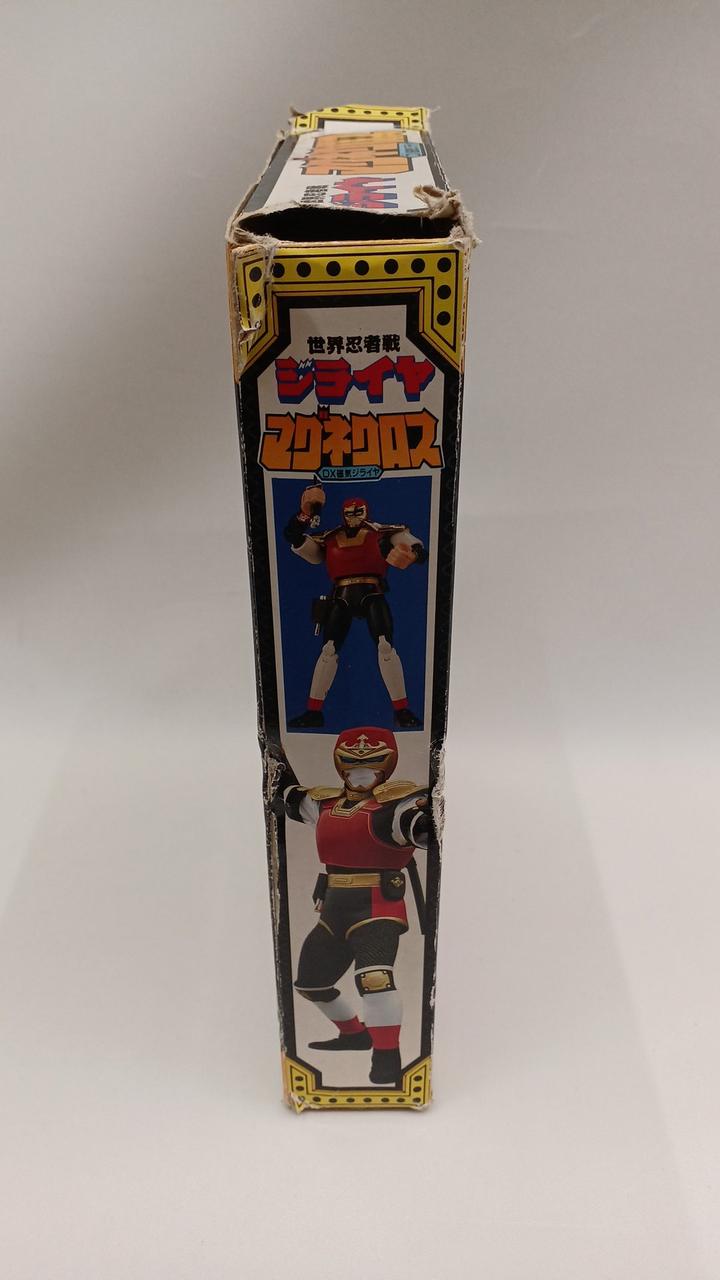 世界忍者戦
ジライヤ
マグネクロス
DX磁気ジライヤ